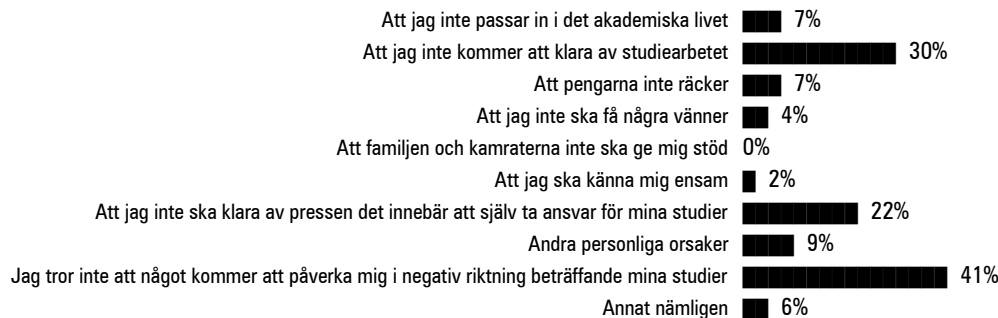 Att jag inte passar in i det akademiska livet 7%
Att jag inte kommer att klara av studiearbetet 30%
Att pengarna inte räcker 7%
Att jag inte ska få några vänner 4%
Att familjen och kamraterna inte ska ge mig stöd 0%
Att jag ska känna mig ensam 2%
Att jag inte ska klara av pressen det innebär att själv ta ansvar för mina studier 22%
Andra personliga orsaker 9%
Jag tror inte att något kommer att påverka mig i negativ riktning beträffande mina studier 41%
Annat nämligen 6%